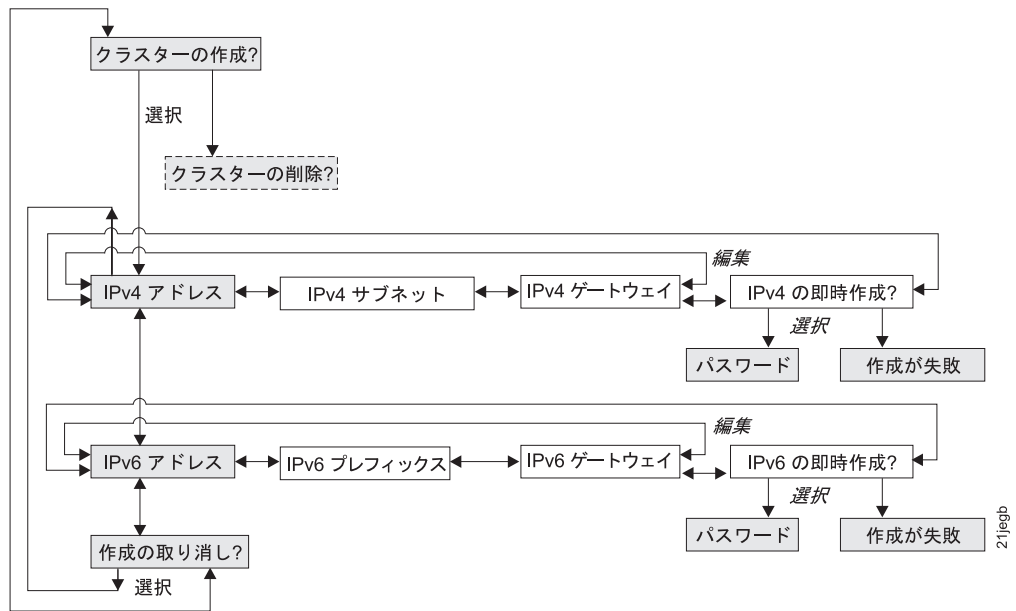 クラスターの作成?
選択
クラスターの削除?
編集
IPv4 アドレス
IPv4 サブネット
IPv4 ゲートウェイ
IPv4 の即時作成?
選択
パスワード
作成が失敗
編集
IPv6 アドレス
IPv6 プレフィックス
IPv6 ゲートウェイ
IPv6 の即時作成?
選択
パスワード
作成が失敗
作成の取り消し?
選択
21jegb